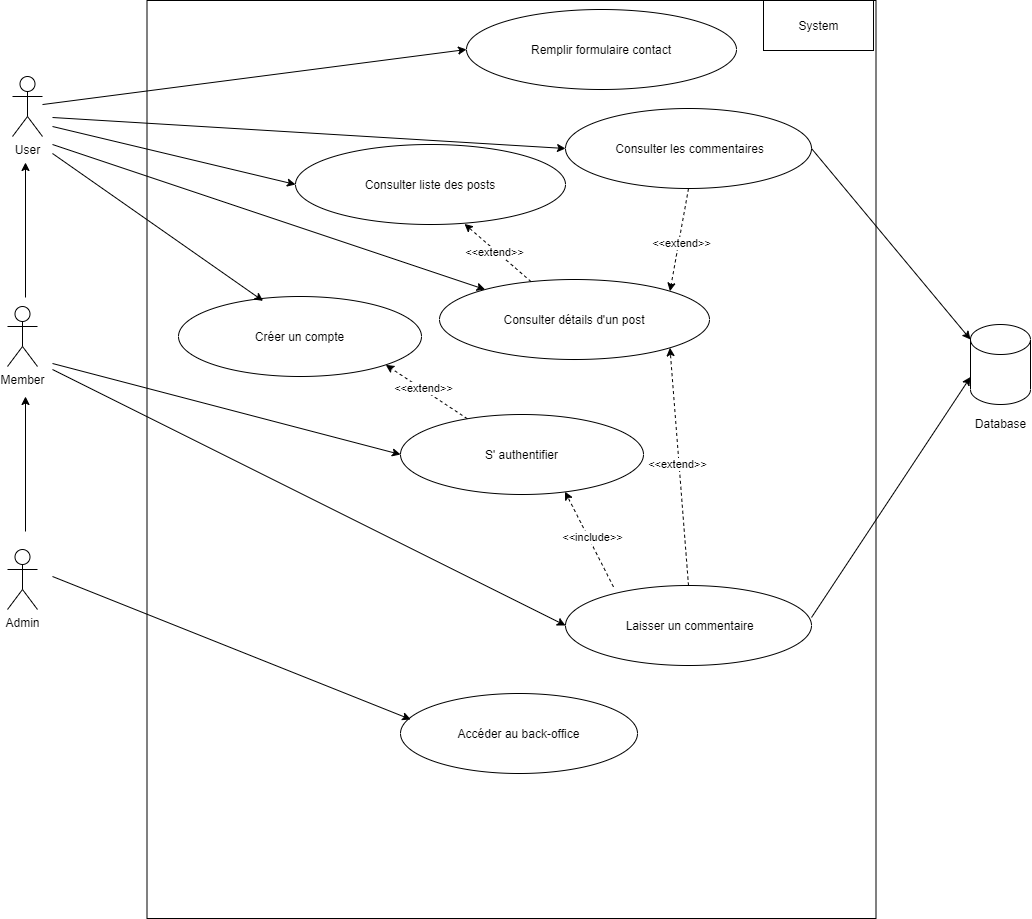 System
Remplir formulaire contact
User
Consulter les commentaires
Consulter liste des posts
<<extend>>
<<extend>>
Consulter détails d'un post
Créer un compte
Member
<<extend>>
Database
S' authentifier
<<extend>>
<<include>>
Admin
Laisser un commentaire
Accéder au back-office